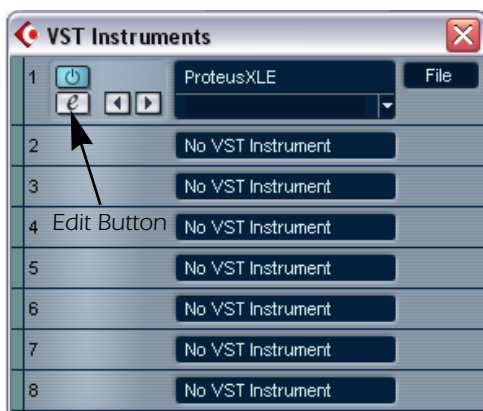 VST Instruments
1 ProteusXLE File
e
2 No VST Instrument
3 No VST Instrument
4 No VST Instrument
Edit Button
5 No VST Instrument
6 No VST Instrument
7 No VST Instrument
8 No VST Instrument